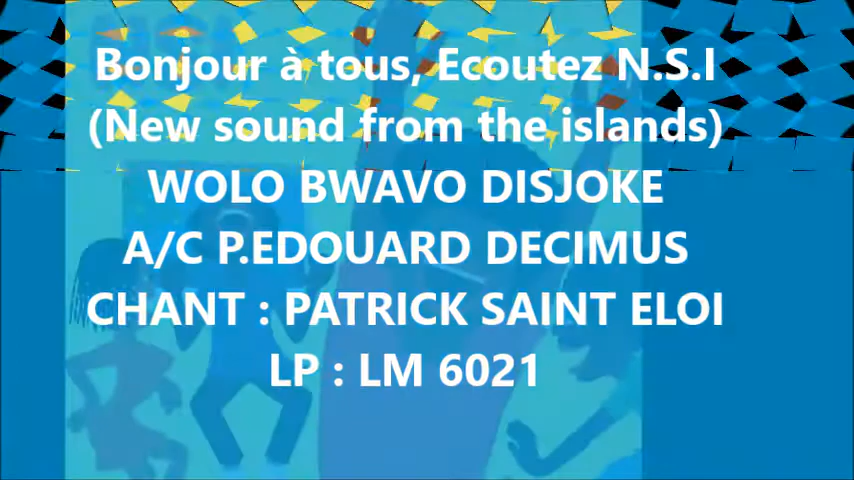 Bonjour à tous, Ecoutez N.S.I
(New sound from the islands)
WOLO BWAVO DISJOKE
A/C P.EDOUARD DECIMUS
CHANT : PATRICK SAINT ELOI
LP : LM 6021